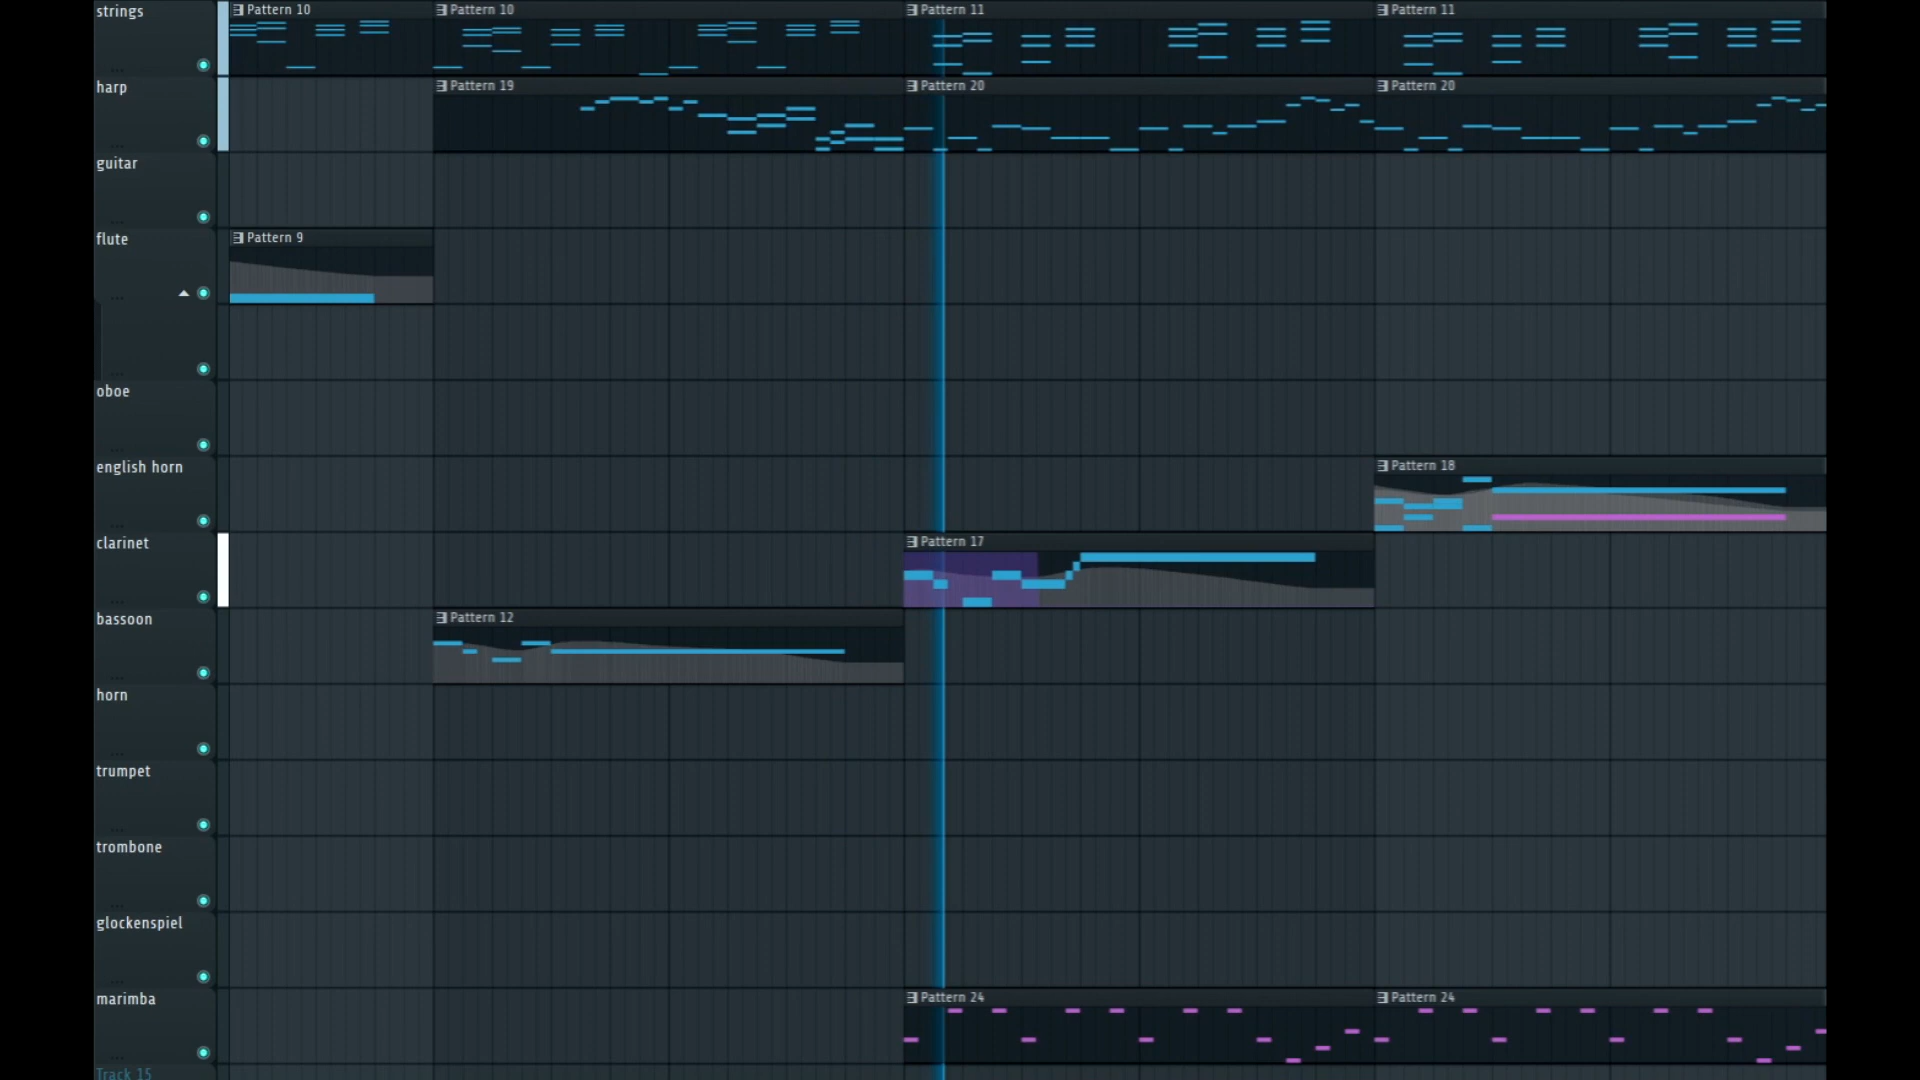 strings
Pattern 10
Pattern 10
Pattern 11
Pattern 11
harp
Pattern 19
Pattern 20
Pattern 20
guitar
flute
Pattern 9
oboe
english horn
Pattern 18
clarinet
Pattern 17
bassoon
Pattern 12
horn
trumpet
trombone
glockenspiel
marimba
Pattern 24
Pattern 24
Track 15